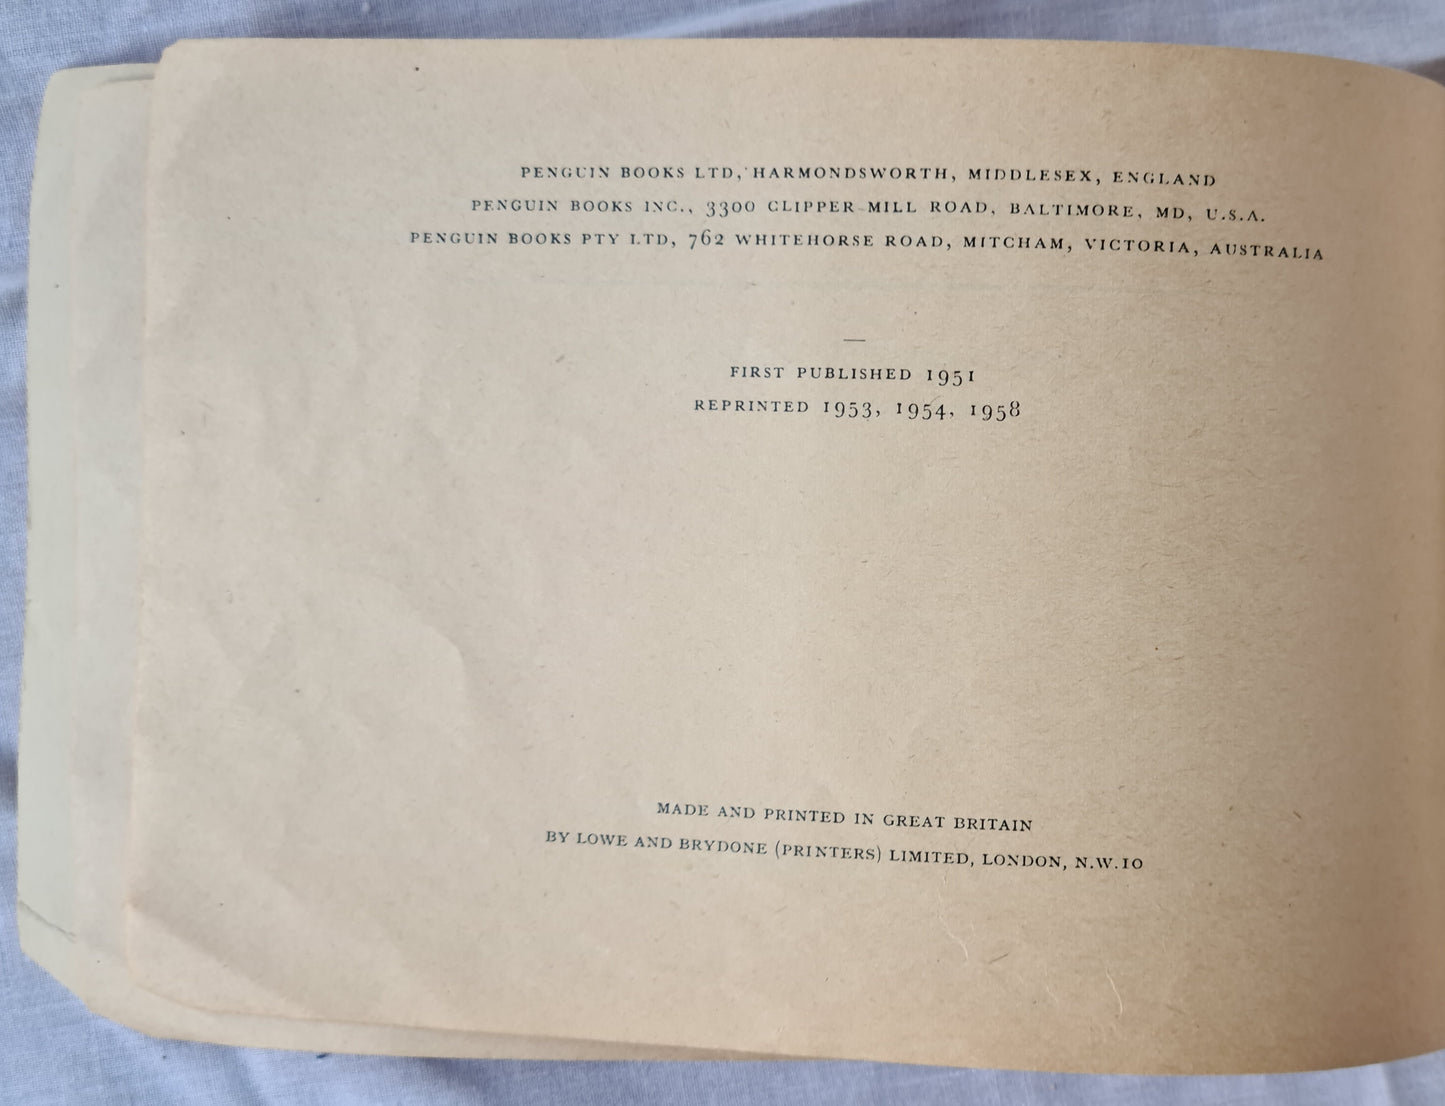 PENGUIN BOOKS LTD, HARMONDSWORTH, MIDDLESEX, ENGLAND
PENGUIN BOOKS INC., 3300 CLIPPER MILL ROAD, BALTIMORE, MD, U.S.A.
PENGUIN BOOKS PTY LTD, 762 WHITEHORSE ROAD, MITCHAM, VICTORIA, AUSTRALIA
—
FIRST PUBLISHED 1951
REPRINTED 1953, 1954, 1958
MADE AND PRINTED IN GREAT BRITAIN
BY LOWE AND BRYDONE (PRINTERS) LIMITED, LONDON, N.W.10